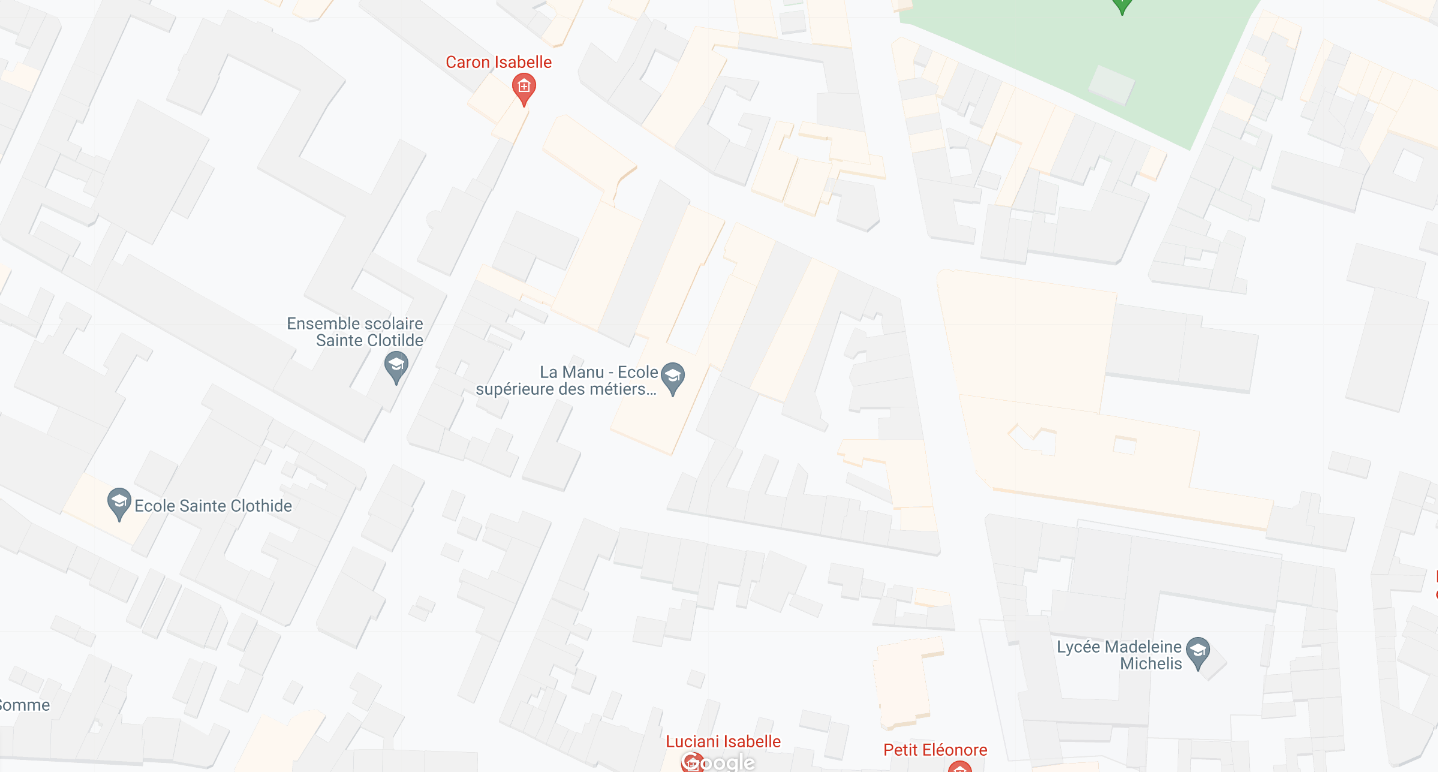 Caron Isabelle
Ensemble scolaire
Sainte Clotilde
La Manu - Ecole
supérieure des métiers...
Ecole Sainte Clothide
Lycée Madeleine
Michelis
Somme
Luciani Isabelle
Google
Petit Eléonore